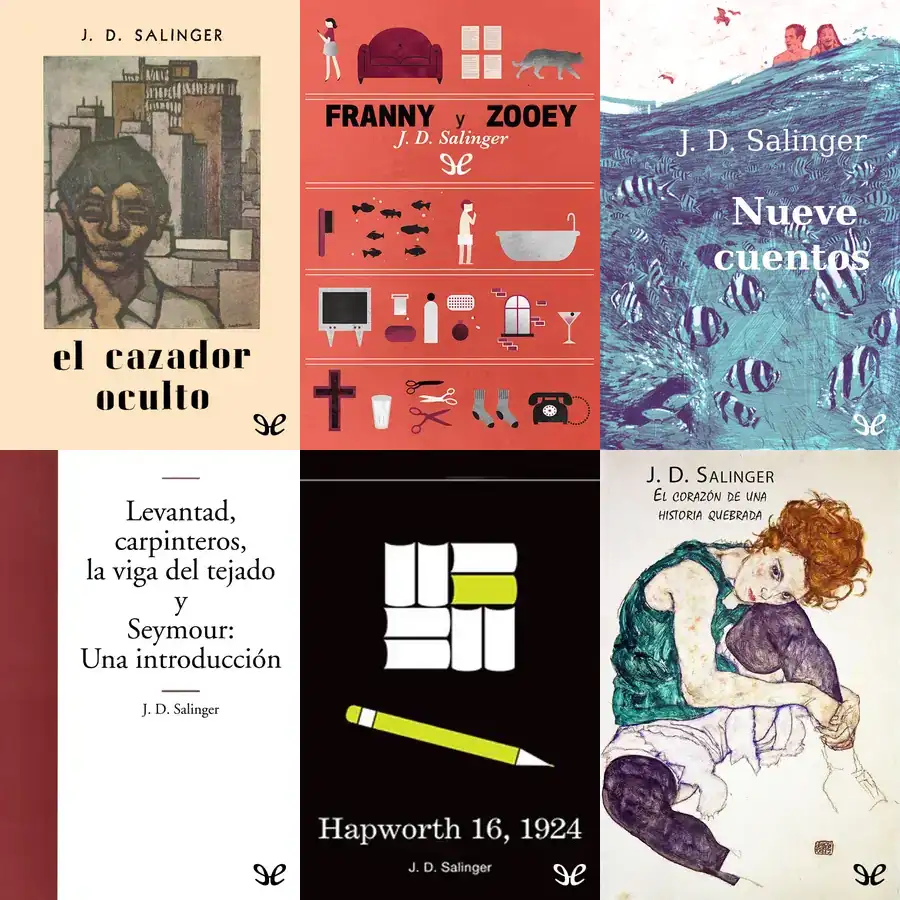 J. D. SALINGER
el cazador
oculto
FRANNY y ZOOEY
J. D. Salinger
J. D. Salinger
Nueve
cuentos
Levantad,
carpinteros,
la viga del tejado
y
Seymour:
Una introducción
J. D. Salinger
Hapworth 16, 1924
J. D. Salinger
J. D. SALINGER
EL CORAZÓN DE UNA
HISTORIA QUEBRADA